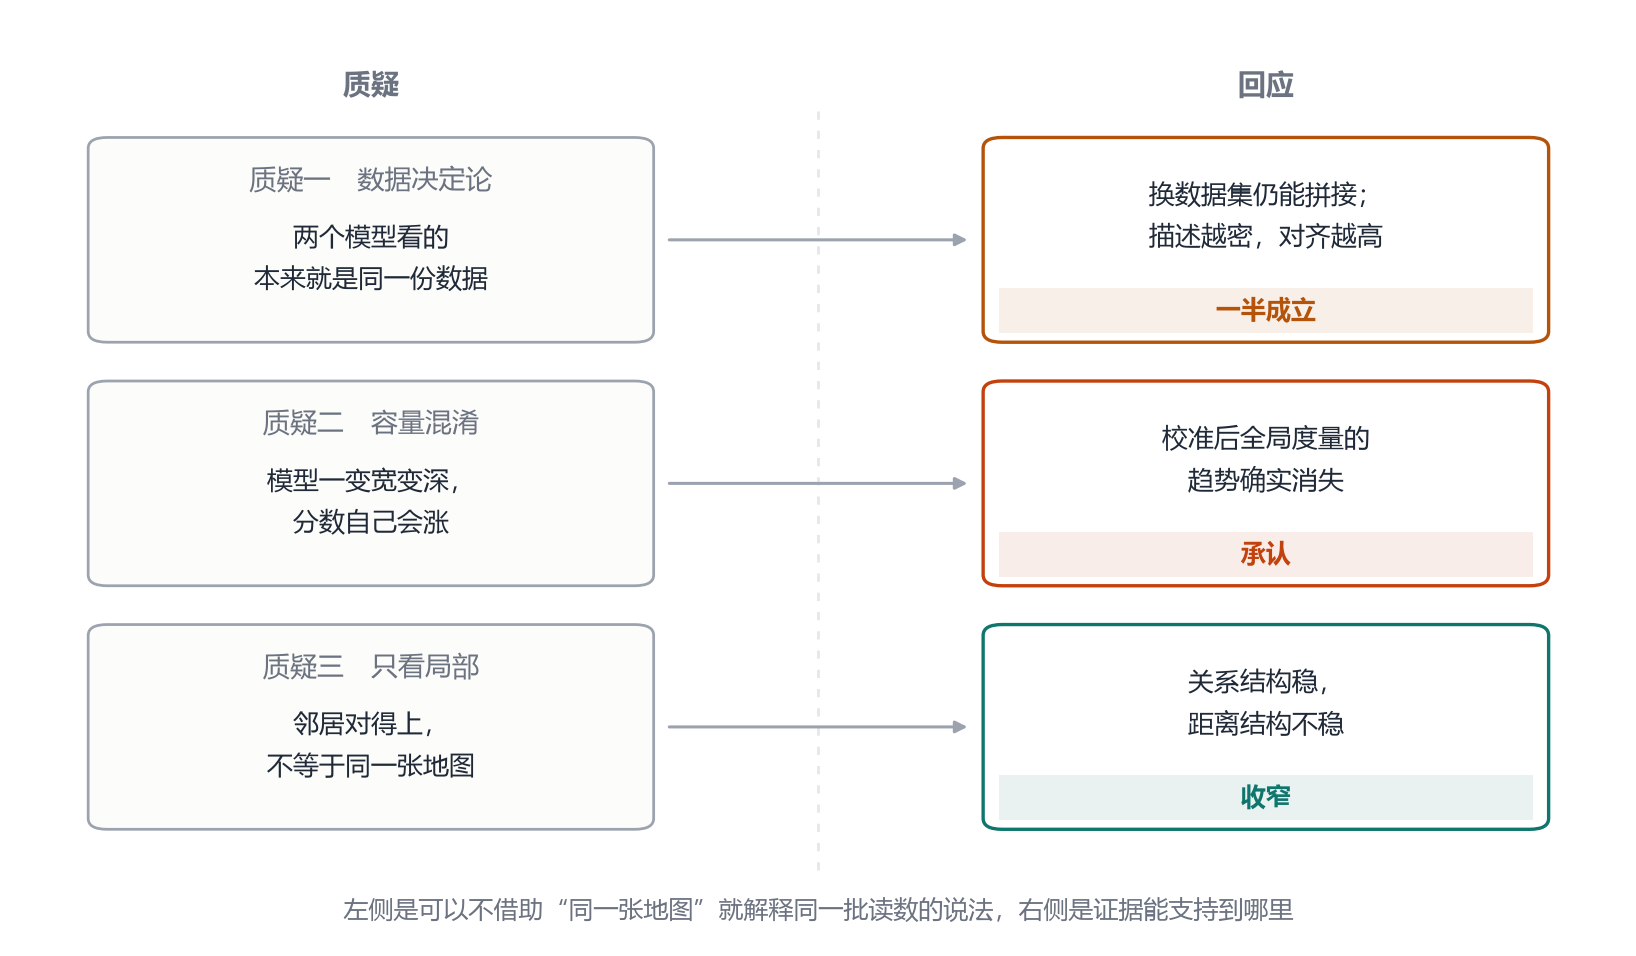 质疑
回应
质疑一　数据决定论
两个模型看的
本来就是同一份数据
换数据集仍能拼接；
描述越密，对齐越高
一半成立
质疑二　容量混淆
模型一变宽变深，
分数自己会涨
校准后全局度量的
趋势确实消失
承认
质疑三　只看局部
邻居对得上，
不等于同一张地图
关系结构稳，
距离结构不稳
收窄
左侧是可以不借助“同一张地图”就解释同一批读数的说法，右侧是证据能支持到哪里